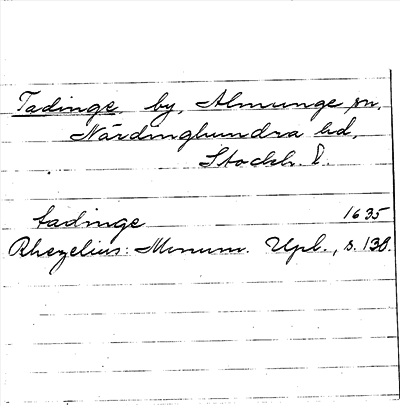 Tadinge by, Almunge sn,
Närdinghundra hd,
Stockh. l.
tadinge 1635
Rhezelius: Monum. Upl., s. 138.